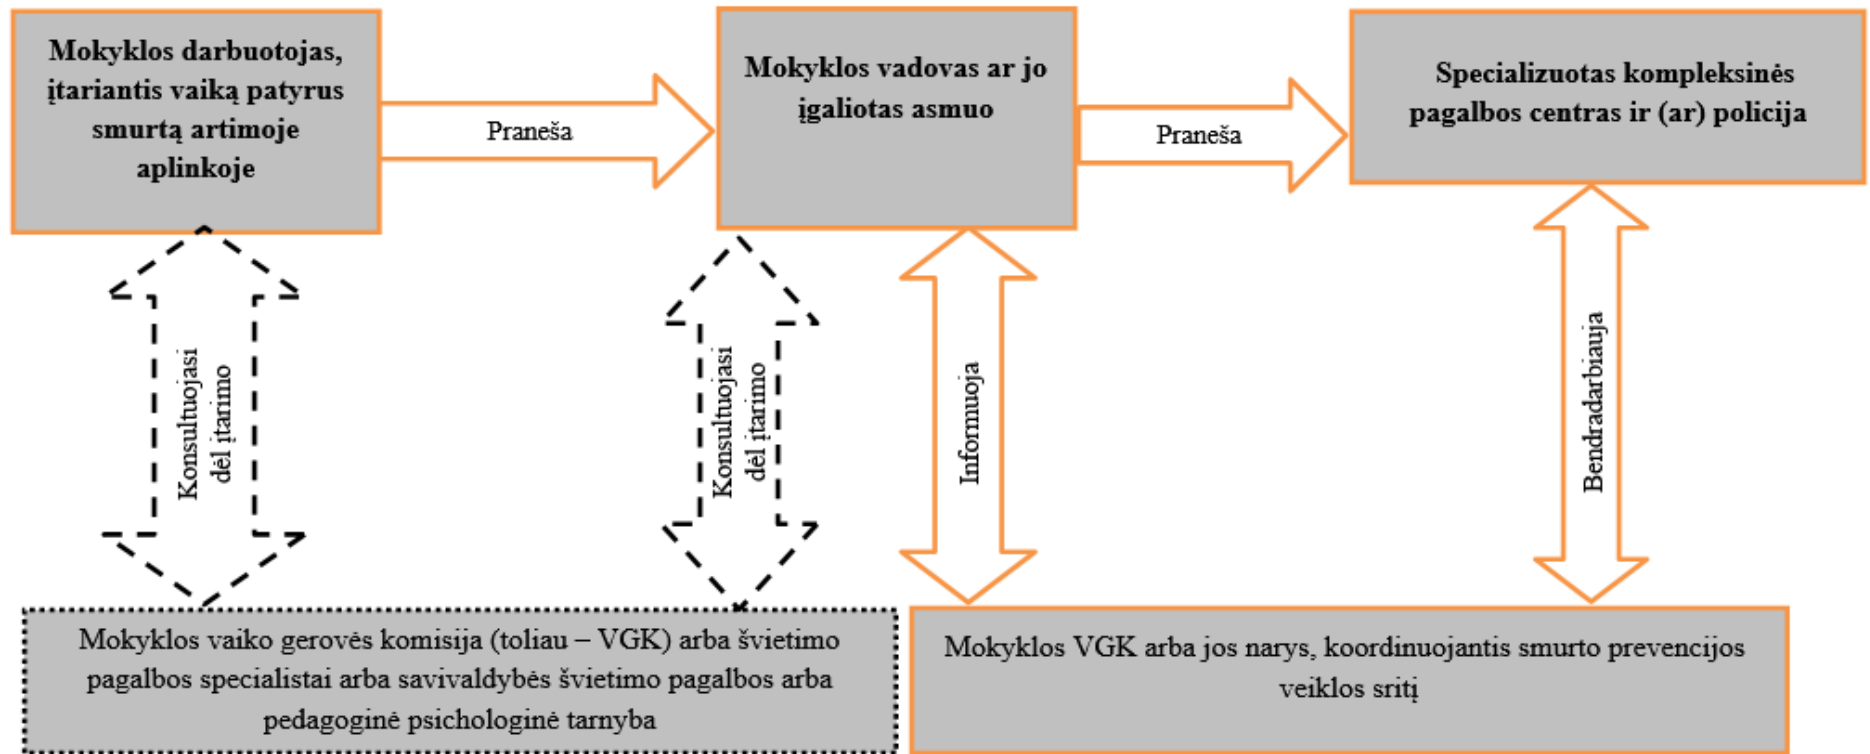 Mokyklos darbuotojas,
įtariantis vaiką patyrus
smurtą artimoje
aplinkoje
Praneša
Mokyklos vadovas ar jo
įgaliotas asmuo
Praneša
Specializuotas kompleksinės
pagalbos centras ir (ar) policija
Konsultuojasi
dėl įtarimo
Konsultuojasi
dėl įtarimo
Informuoja
Bendradarbiauja
Mokyklos vaiko gerovės komisija (toliau – VGK) arba švietimo
pagalbos specialistai arba savivaldybės švietimo pagalbos arba
pedagoginė psichologinė tarnyba
Mokyklos VGK arba jos narys, koordinuojantis smurto prevencijos
veiklos sritį